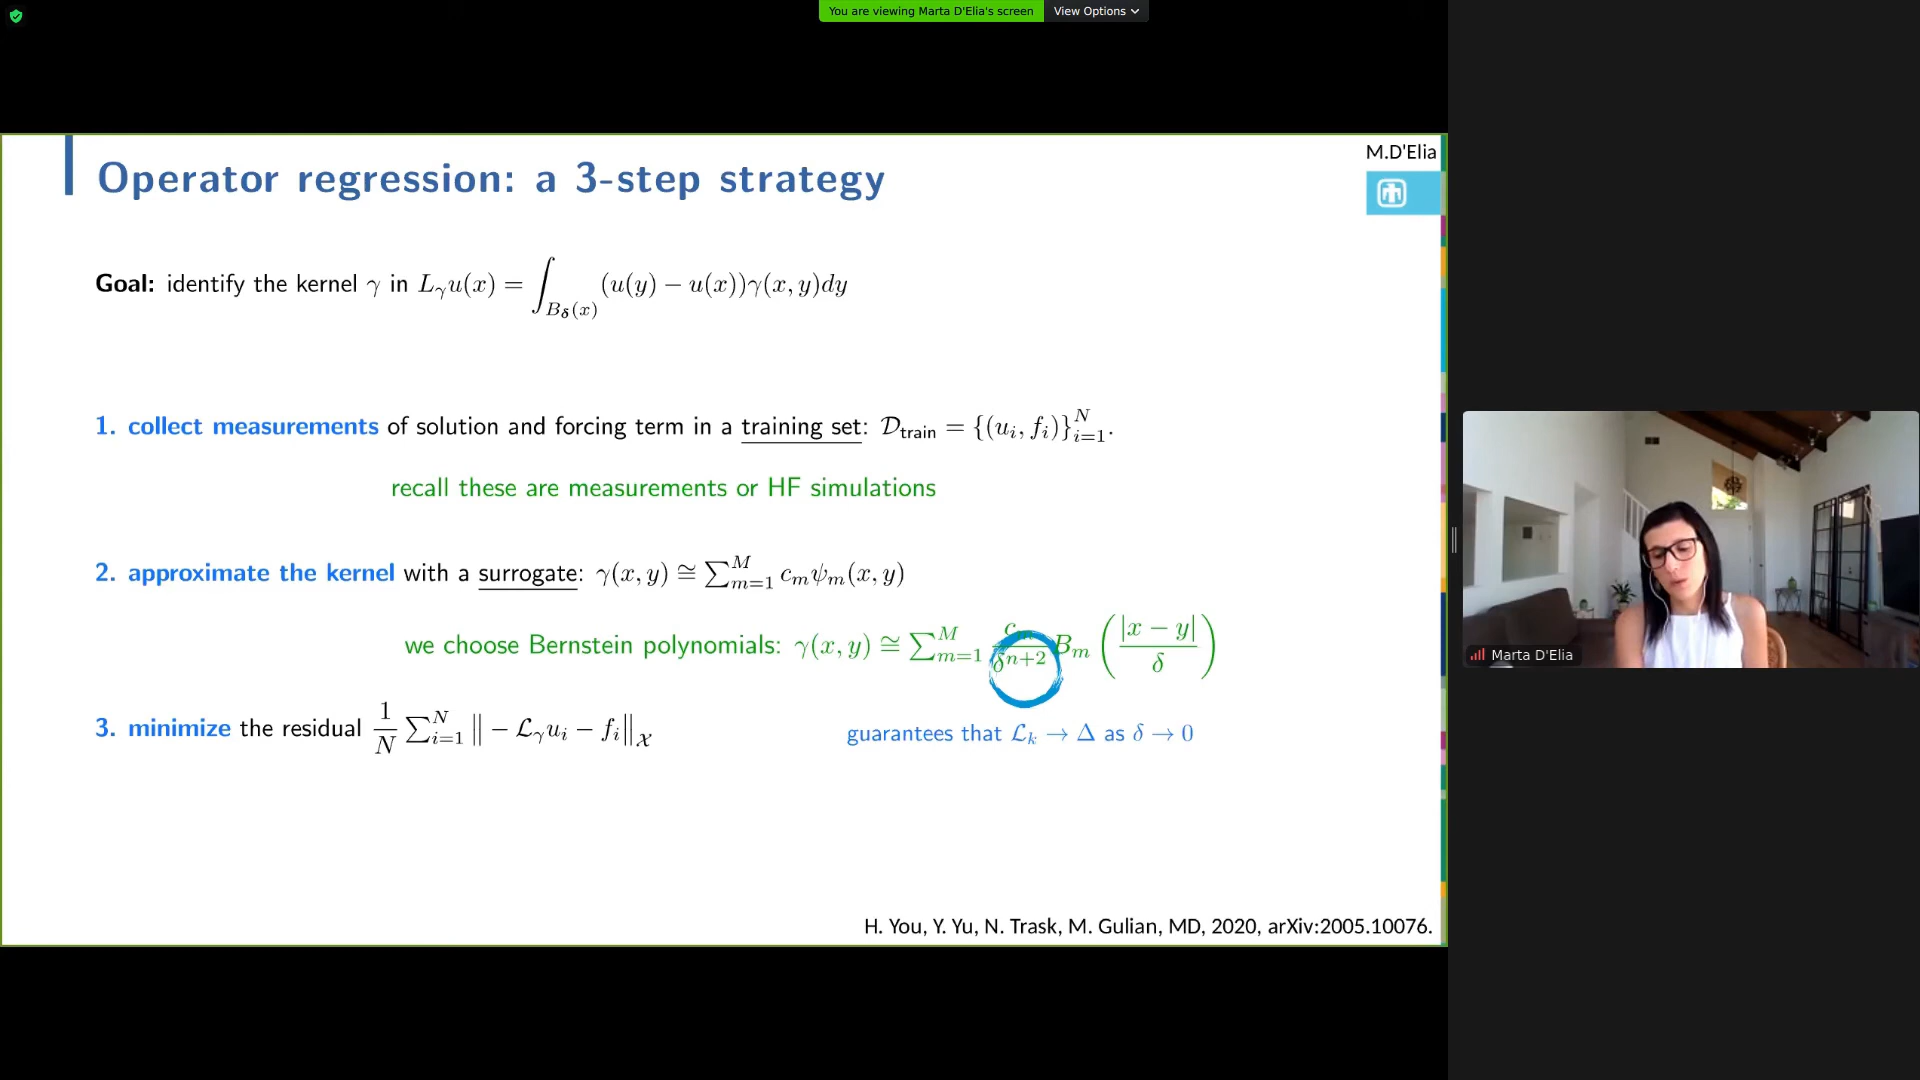 You are viewing Marta D'Elia's screen View Options
M.D'Elia
Operator regression: a 3-step strategy
Goal: identify the kernel γ in L_γ u(x) = ∫_{B_δ(x)} (u(y) − u(x))γ(x, y)dy
1. collect measurements of solution and forcing term in a training set: 𝒟_train = {(u_i, f_i)}_{i=1}^N.
recall these are measurements or HF simulations
2. approximate the kernel with a surrogate: γ(x, y) ≅ ∑_{m=1}^M c_m ψ_m(x, y)
we choose Bernstein polynomials: γ(x, y) ≅ ∑_{m=1}^M c_m/δ^{n+2} B_m (|x − y|/δ)
3. minimize the residual 1/N ∑_{i=1}^N ‖ − ℒ_γ u_i − f_i‖_𝒳
guarantees that ℒ_k → Δ as δ → 0
H. You, Y. Yu, N. Trask, M. Gulian, MD, 2020, arXiv:2005.10076.
Marta D'Elia